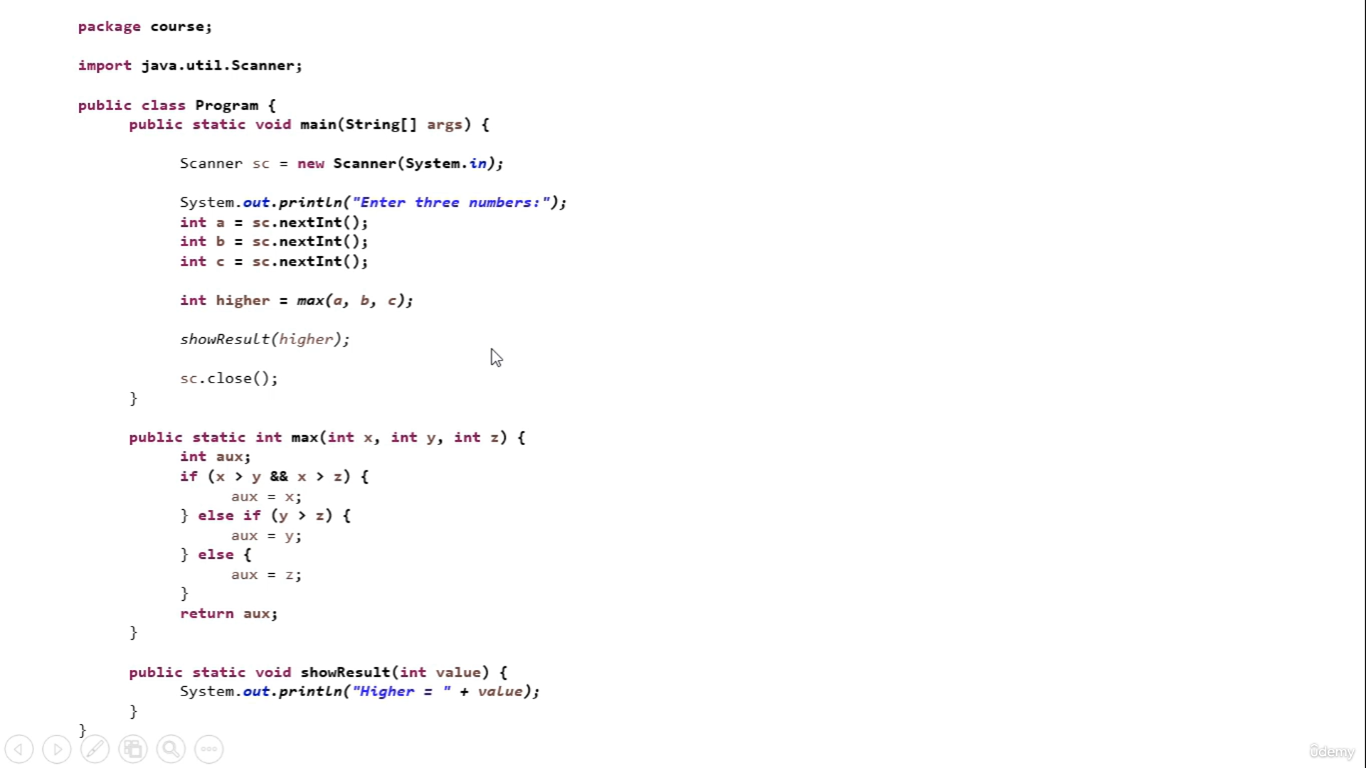 package course;
import java.util.Scanner;
public class Program {
public static void main(String[] args) {
Scanner sc = new Scanner(System.in);
System.out.println("Enter three numbers:");
int a = sc.nextInt();
int b = sc.nextInt();
int c = sc.nextInt();
int higher = max(a, b, c);
showResult(higher);
sc.close();
}
public static int max(int x, int y, int z) {
int aux;
if (x > y && x > z) {
aux = x;
} else if (y > z) {
aux = y;
} else {
aux = z;
}
return aux;
}
public static void showResult(int value) {
System.out.println("Higher = " + value);
}
}
ûdemy